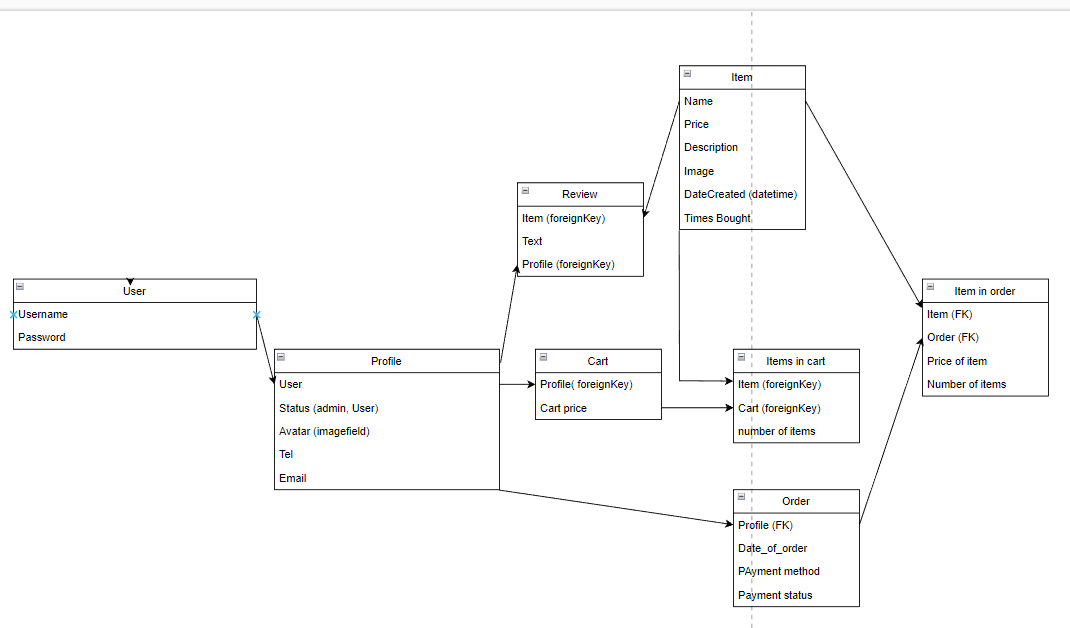 Item
Name
Price
Description
Image
DateCreated (datetime)
Times Bought
Review
Item (foreignKey)
Text
Profile (foreignKey)
User
Username
Password
Profile
User
Status (admin, User)
Avatar (imagefield)
Tel
Email
Cart
Profile( foreignKey)
Cart price
Items in cart
Item (foreignKey)
Cart (foreignKey)
number of items
Item in order
Item (FK)
Order (FK)
Price of item
Number of items
Order
Profile (FK)
Date_of_order
PAyment method
Payment status